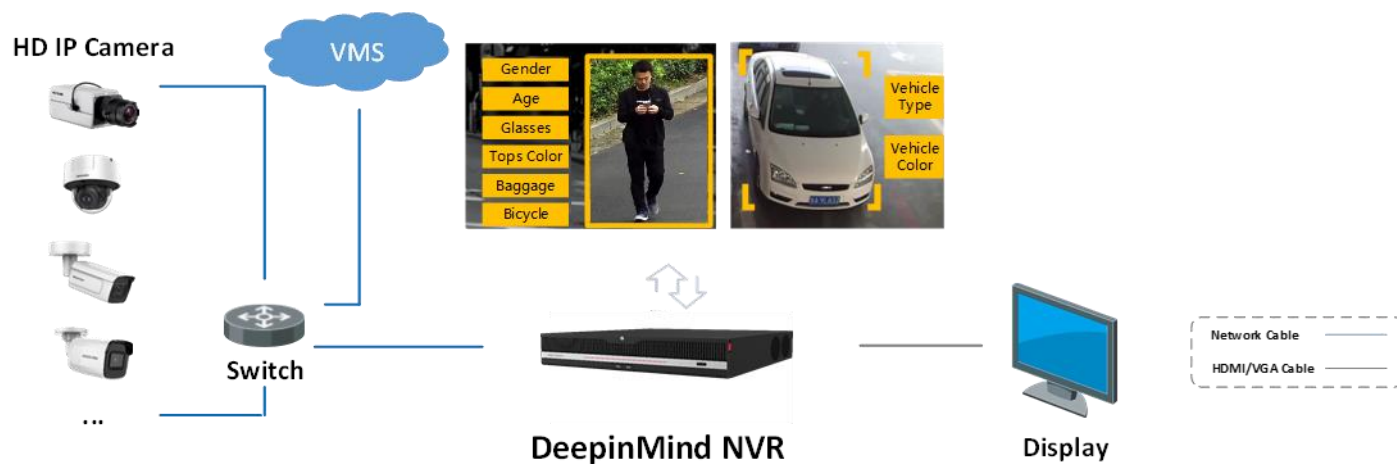 HD IP Camera
VMS
Gender
Age
Glasses
Tops Color
Baggage
Bicycle
Vehicle
Type
Vehicle
Color
Switch
...
DeepinMind NVR
Display
Network Cable
HDMI/VGA Cable